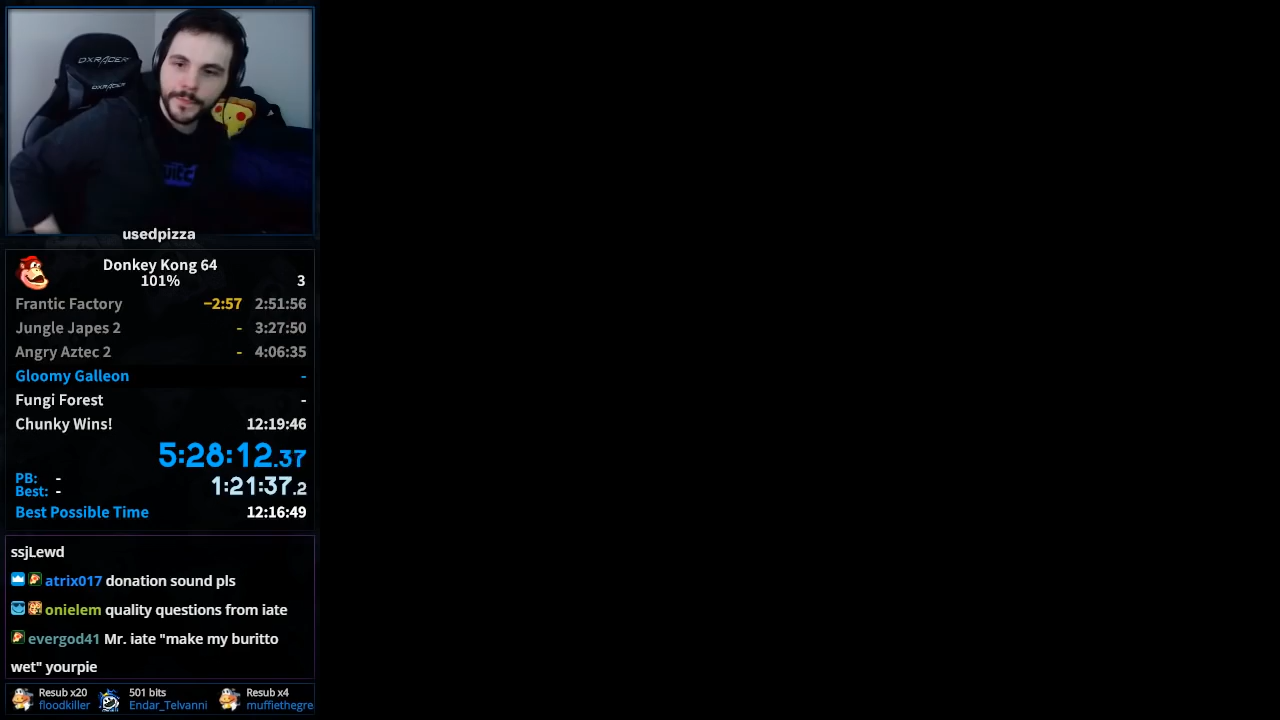 DXRACER
DXRACER
usedpizza
Donkey Kong 64
101% 3
Frantic Factory −2:57 2:51:56
Jungle Japes 2 - 3:27:50
Angry Aztec 2 - 4:06:35
Gloomy Galleon -
Fungi Forest -
Chunky Wins! 12:19:46
5:28:12.37
PB: -
Best: - 1:21:37.2
Best Possible Time 12:16:49
ssjLewd
atrix017 donation sound pls
onielem quality questions from iate
evergod41 Mr. iate "make my buritto
wet" yourpie
Resub x20 501 bits Resub x4
floodkiller Endar_Telvanni muffiethegre